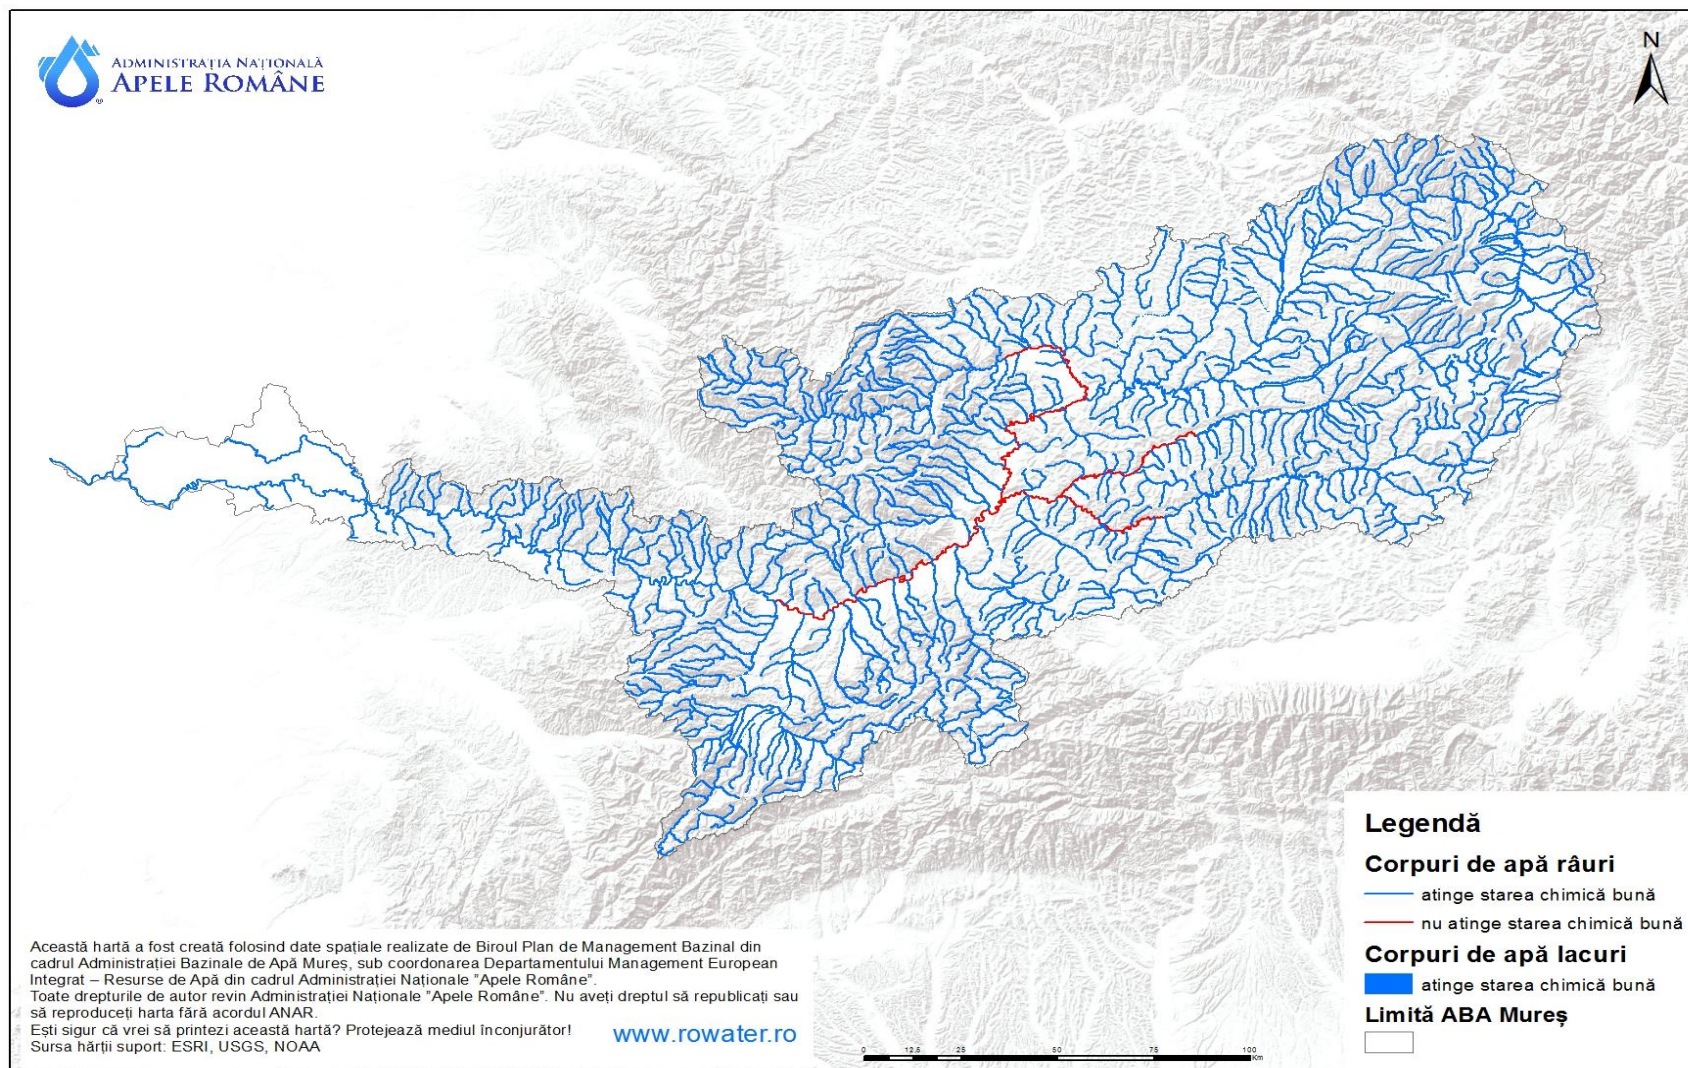 ADMINISTRAȚIA NAȚIONALĂ
APELE ROMÂNE
®
N
Legendă
Corpuri de apă râuri
atinge starea chimică bună
nu atinge starea chimică bună
Corpuri de apă lacuri
atinge starea chimică bună
Limită ABA Mureș
Această hartă a fost creată folosind date spațiale realizate de Biroul Plan de Management Bazinal din
cadrul Administrației Bazinale de Apă Mureș, sub coordonarea Departamentului Management European
Integrat – Resurse de Apă din cadrul Administrației Naționale "Apele Române".
Toate drepturile de autor revin Administrației Naționale "Apele Române". Nu aveți dreptul să republicați sau
să reproduceți harta fără acordul ANAR.
Ești sigur că vrei să printezi această hartă? Protejează mediul înconjurător!
Sursa hărții suport: ESRI, USGS, NOAA
www.rowater.ro
0 12.5 25 50 75 100
Km